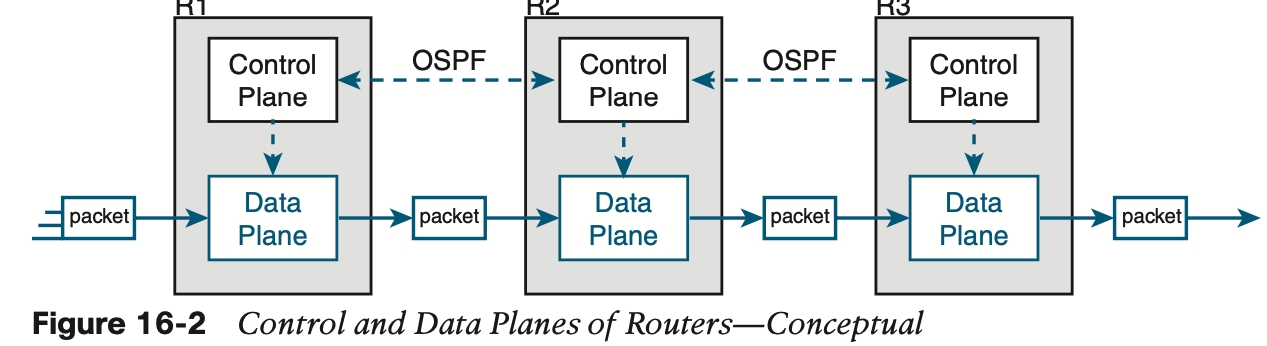 R1 R2 R3
Control Plane OSPF Control Plane OSPF Control Plane
packet Data Plane packet Data Plane packet Data Plane packet
Figure 16-2 Control and Data Planes of Routers—Conceptual